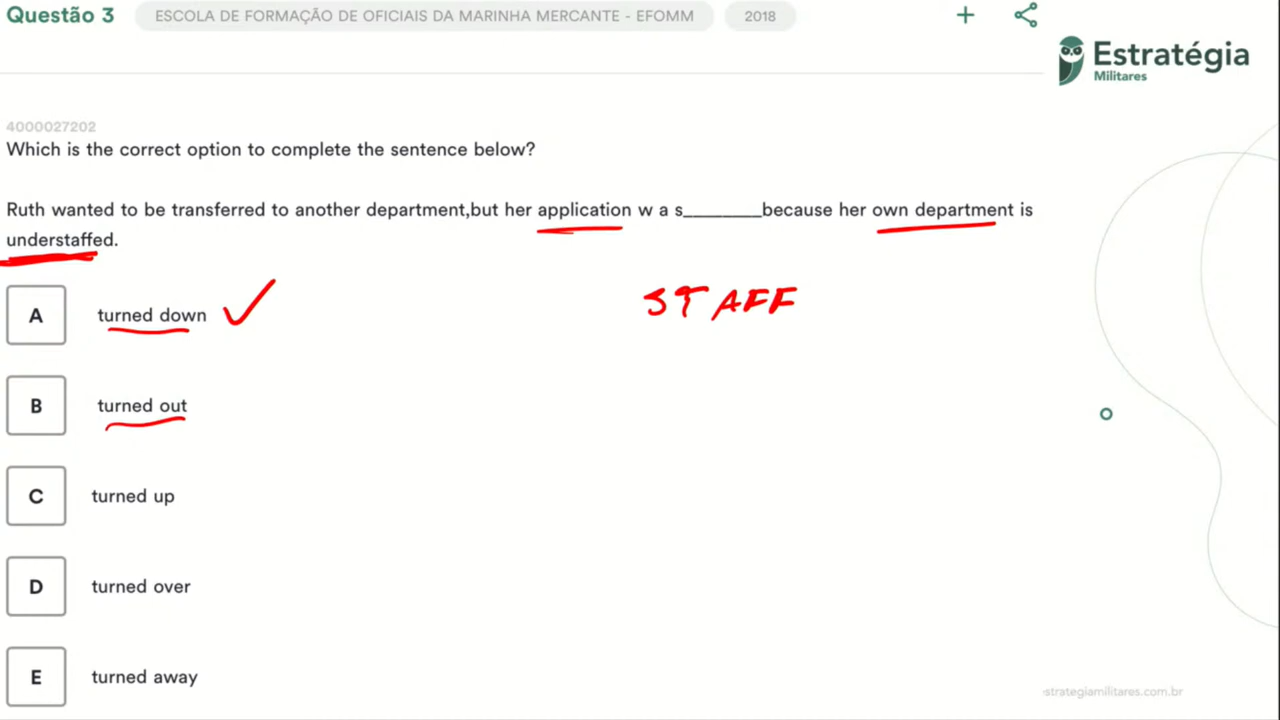 Questão 3 ESCOLA DE FORMAÇÃO DE OFICIAIS DA MARINHA MERCANTE - EFOMM 2018
Estratégia
Militares
4000027202
Which is the correct option to complete the sentence below?
Ruth wanted to be transferred to another department,but her application w a s________because her own department is
understaffed.
STAFF
A turned down
B turned out
C turned up
D turned over
E turned away
strategiamilitares.com.br